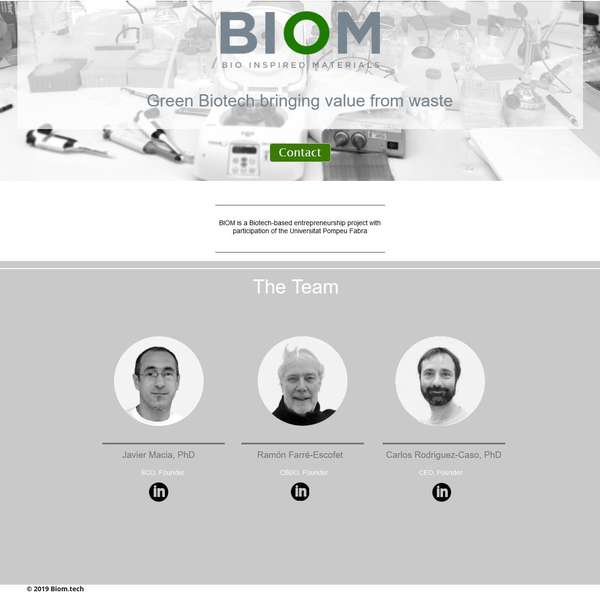 BIOM
BIO INSPIRED MATERIALS
Green Biotech bringing value from waste
Contact
BIOM is a Biotech-based entrepreneurship project with
participation of the Universitat Pompeu Fabra
The Team
Javier Macia, PhD
Ramón Farré-Escofet
Carlos Rodriguez-Caso, PhD
Founder
CBDO, Founder
CEO, Founder
in
in
in
© 2019 Biom.tech